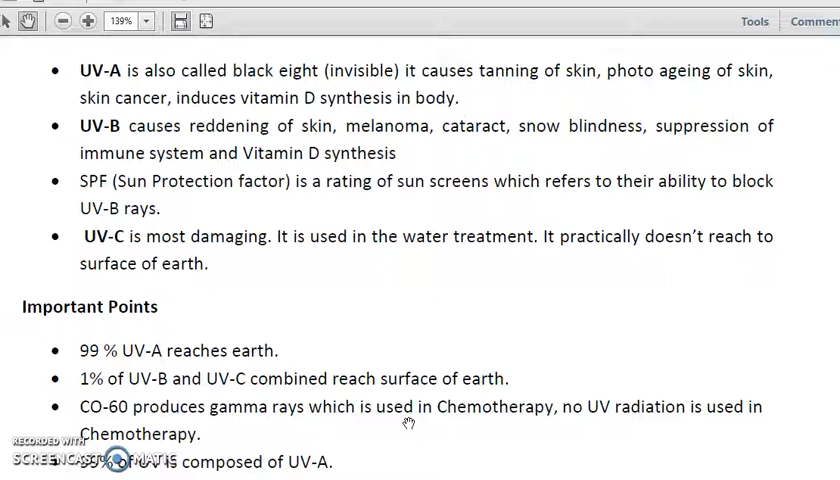 139%
Tools
Comment
• UV-A is also called black eight (invisible) it causes tanning of skin, photo ageing of skin,
skin cancer, induces vitamin D synthesis in body.
• UV-B causes reddening of skin, melanoma, cataract, snow blindness, suppression of
immune system and Vitamin D synthesis
• SPF (Sun Protection factor) is a rating of sun screens which refers to their ability to block
UV-B rays.
• UV-C is most damaging. It is used in the water treatment. It practically doesn't reach to
surface of earth.
Important Points
• 99 % UV-A reaches earth.
• 1% of UV-B and UV-C combined reach surface of earth.
• CO-60 produces gamma rays which is used in Chemotherapy, no UV radiation is used in
Chemotherapy.
• of UV is composed of UV-A.
RECORDED WITH
SCREENCAST MATIC